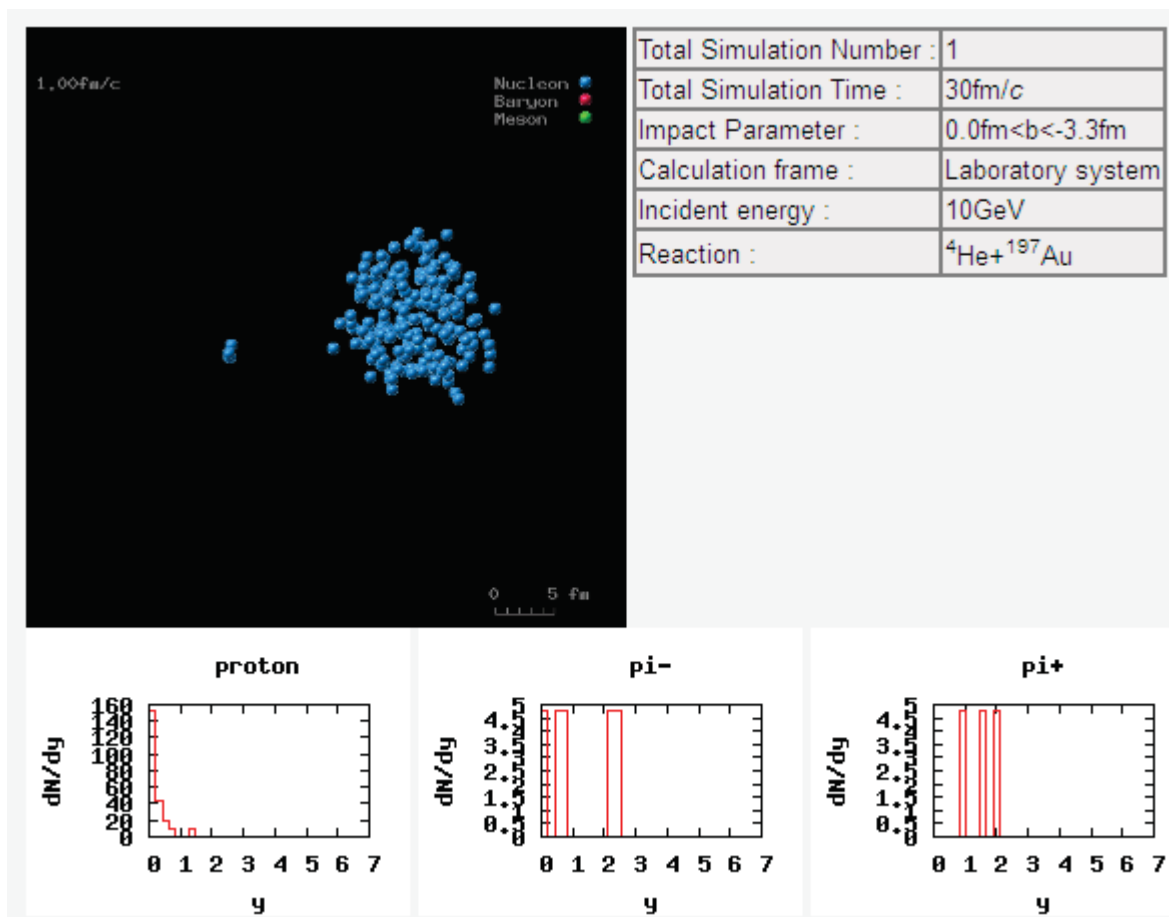 1.00fm/c
Nucleon
Baryon
Meson
0 5 fm
Total Simulation Number : 1
Total Simulation Time : 30fm/c
Impact Parameter : 0.0fm<b<-3.3fm
Calculation frame : Laboratory system
Incident energy : 10GeV
Reaction : ⁴He+¹⁹⁷Au
proton
dN/dy
160
140
120
100
80
60
40
20
0
0 1 2 3 4 5 6 7
y
pi-
dN/dy
0 1 2 3 4 5 6 7
y
pi+
dN/dy
0 1 2 3 4 5 6 7
y